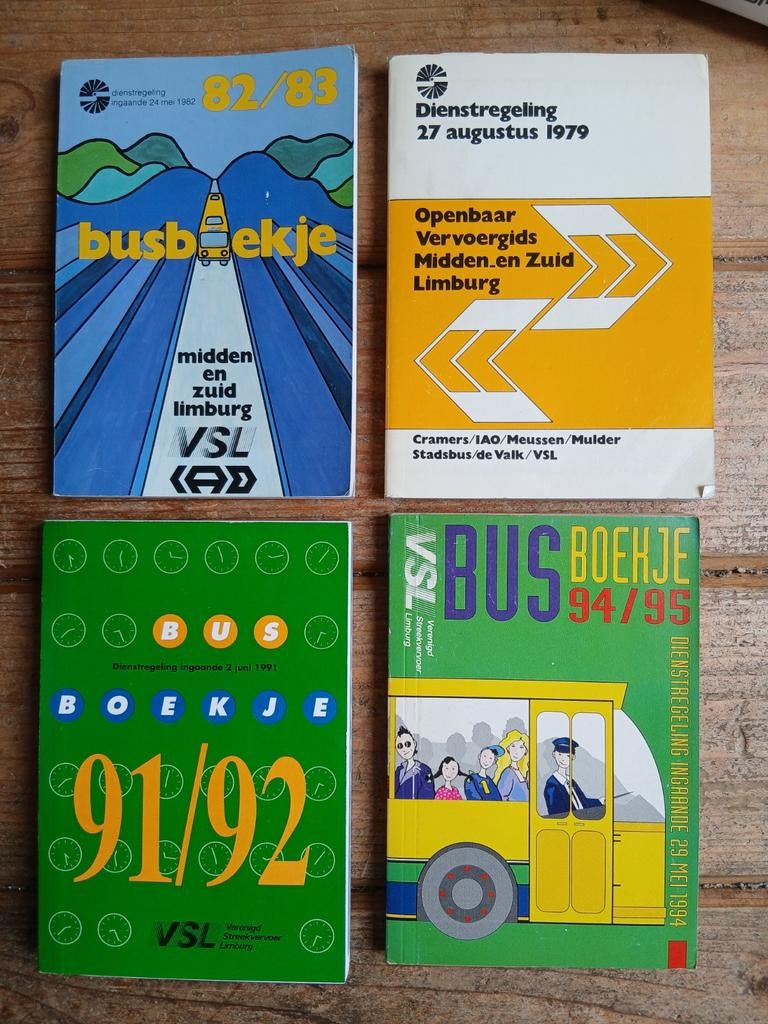 dienstregeling
ingaande 24 mei 1982
82/83
busboekje
midden
en
zuid
limburg
VSL
IAO
Dienstregeling
27 augustus 1979
Openbaar
Vervoergids
Midden-en Zuid
Limburg
Cramers/IAO/Meussen/Mulder
Stadsbus/de Valk/VSL
BUS
Dienstregeling ingaande 2 juni 1991
BOEKJE
91/92
VSL Verenigd
Streekvervoer
Limburg
VSL
Verenigd
Streekvervoer
Limburg
BUS
BOEKJE
94/95
DIENSTREGELING INGAANDE 29 MEI 1994